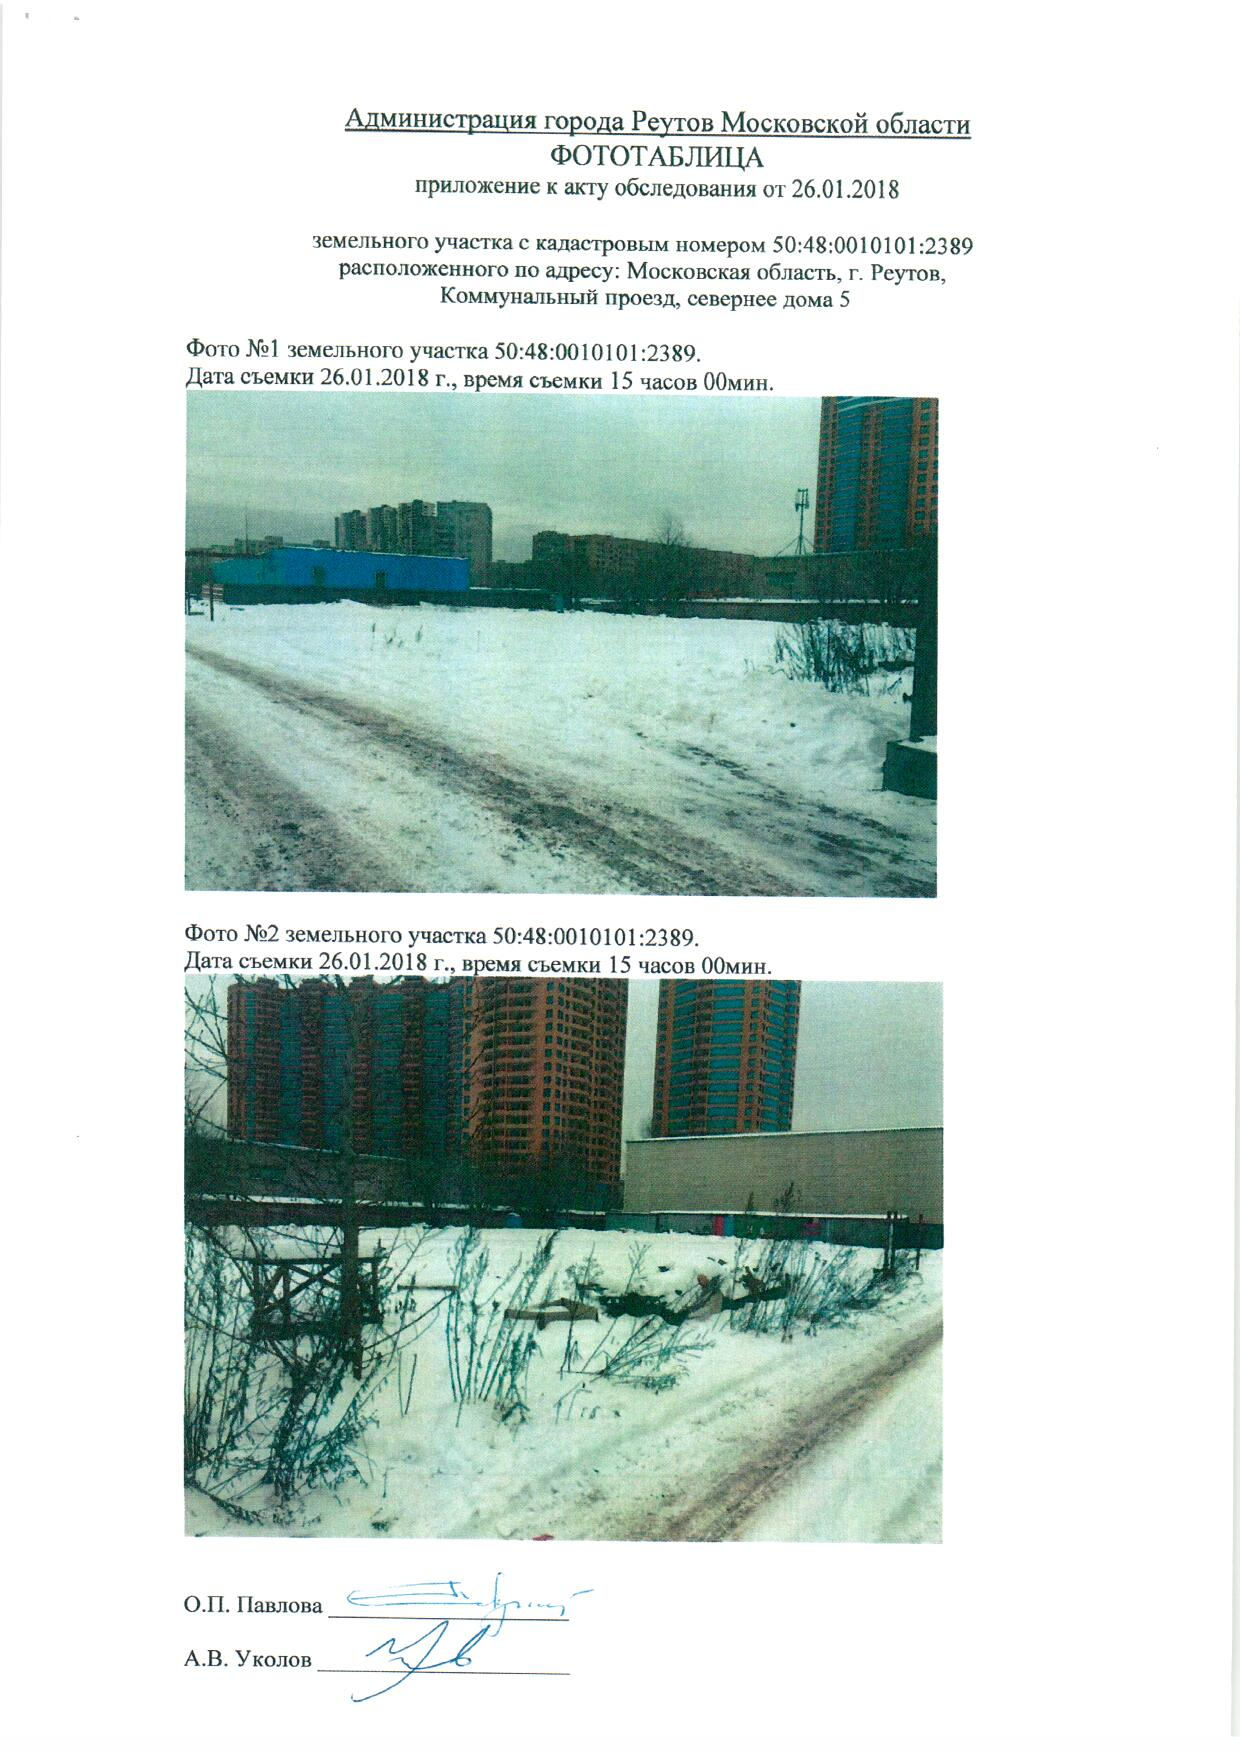 Администрация города Реутов Московской области
ФОТОТАБЛИЦА
приложение к акту обследования от 26.01.2018
земельного участка с кадастровым номером 50:48:0010101:2389
расположенного по адресу: Московская область, г. Реутов,
Коммунальный проезд, севернее дома 5
Фото №1 земельного участка 50:48:0010101:2389.
Дата съемки 26.01.2018 г., время съемки 15 часов 00мин.
Фото №2 земельного участка 50:48:0010101:2389.
Дата съемки 26.01.2018 г., время съемки 15 часов 00мин.
О.П. Павлова
А.В. Уколов